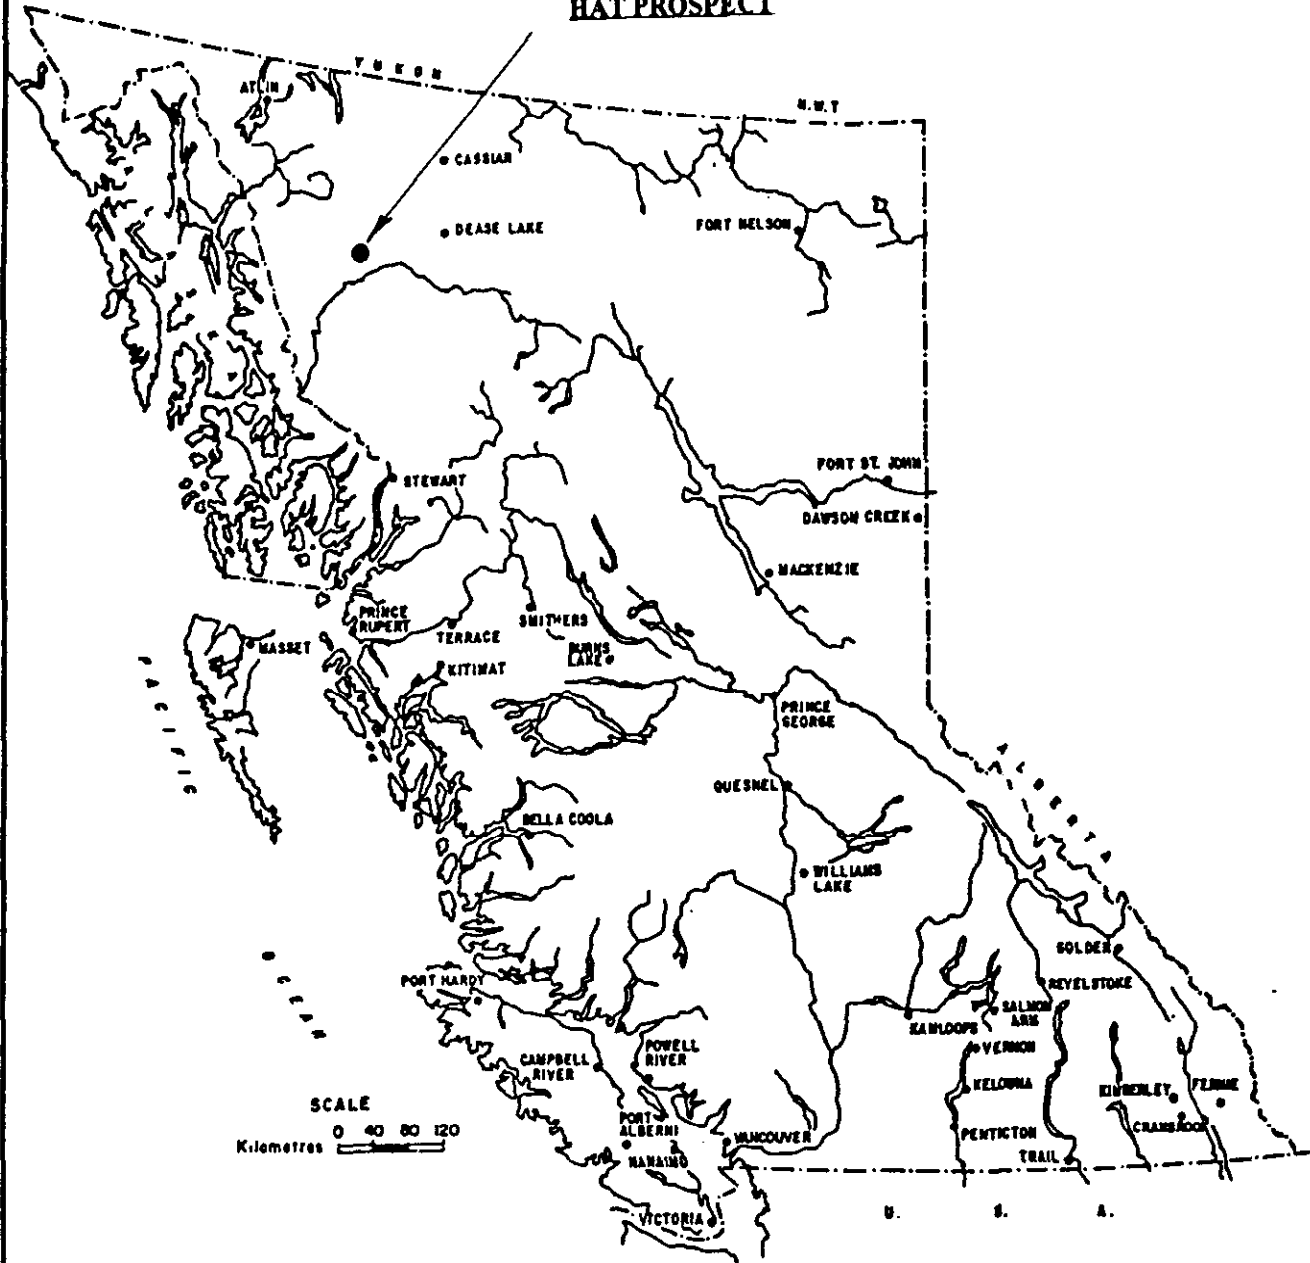 HAT PROSPECT
YUKON
N.W.T
ATLIN
CASSIAR
DEASE LAKE
FORT NELSON
FORT ST. JOHN
STEWART
DAWSON CREEK
MACKENZIE
PRINCE
RUPERT
SMITHERS
TERRACE
MASSET
BURNS
LAKE
KITIMAT
PACIFIC
PRINCE
GEORGE
ALBERTA
QUESNEL
BELLA COOLA
WILLIAMS
LAKE
GOLDEN
OCEAN
PORT HARDY
REVELSTOKE
SALMON
ARM
KAMLOOPS
VERNON
POWELL
RIVER
CAMPBELL
RIVER
KELOWNA
KIMBERLEY
FERNIE
SCALE
0 40 80 120
Kilometres
PORT
ALBERNI
CRANBROOK
PENTICTON
VANCOUVER
TRAIL
NANAIMO
VICTORIA
U. S. A.